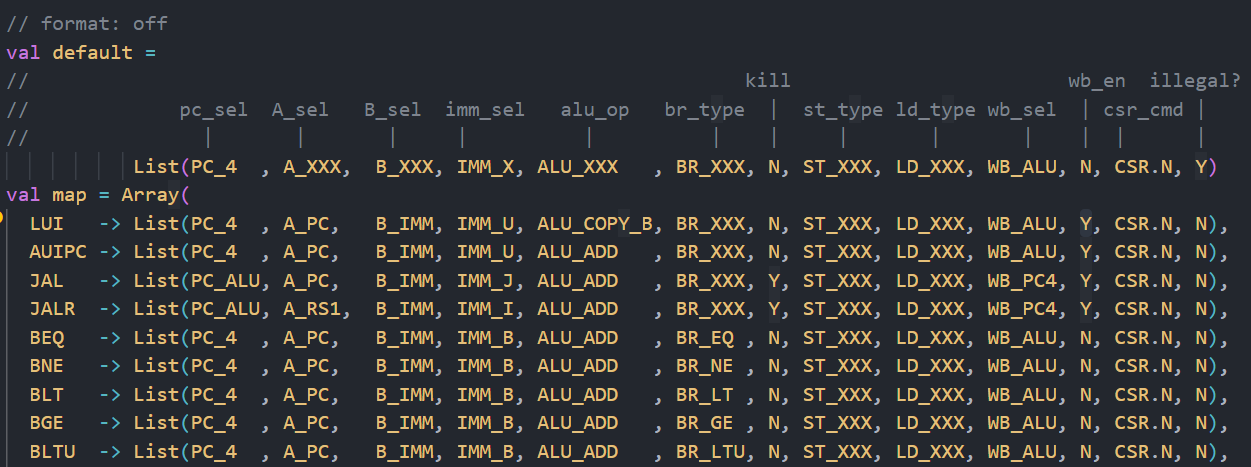 // format: off
val default =
//                                                              kill                        wb_en  illegal?
//             pc_sel  A_sel   B_sel  imm_sel   alu_op   br_type  |  st_type ld_type wb_sel  | csr_cmd |
//               |       |       |     |          |          |    |     |       |       |    |  |      |
           List(PC_4  , A_XXX,  B_XXX, IMM_X, ALU_XXX   , BR_XXX, N, ST_XXX, LD_XXX, WB_ALU, N, CSR.N, Y)
val map = Array(
  LUI   -> List(PC_4  , A_PC,   B_IMM, IMM_U, ALU_COPY_B, BR_XXX, N, ST_XXX, LD_XXX, WB_ALU, Y, CSR.N, N),
  AUIPC -> List(PC_4  , A_PC,   B_IMM, IMM_U, ALU_ADD   , BR_XXX, N, ST_XXX, LD_XXX, WB_ALU, Y, CSR.N, N),
  JAL   -> List(PC_ALU, A_PC,   B_IMM, IMM_J, ALU_ADD   , BR_XXX, Y, ST_XXX, LD_XXX, WB_PC4, Y, CSR.N, N),
  JALR  -> List(PC_ALU, A_RS1,  B_IMM, IMM_I, ALU_ADD   , BR_XXX, Y, ST_XXX, LD_XXX, WB_PC4, Y, CSR.N, N),
  BEQ   -> List(PC_4  , A_PC,   B_IMM, IMM_B, ALU_ADD   , BR_EQ , N, ST_XXX, LD_XXX, WB_ALU, N, CSR.N, N),
  BNE   -> List(PC_4  , A_PC,   B_IMM, IMM_B, ALU_ADD   , BR_NE , N, ST_XXX, LD_XXX, WB_ALU, N, CSR.N, N),
  BLT   -> List(PC_4  , A_PC,   B_IMM, IMM_B, ALU_ADD   , BR_LT , N, ST_XXX, LD_XXX, WB_ALU, N, CSR.N, N),
  BGE   -> List(PC_4  , A_PC,   B_IMM, IMM_B, ALU_ADD   , BR_GE , N, ST_XXX, LD_XXX, WB_ALU, N, CSR.N, N),
  BLTU  -> List(PC_4  , A_PC,   B_IMM, IMM_B, ALU_ADD   , BR_LTU, N, ST_XXX, LD_XXX, WB_ALU, N, CSR.N, N),